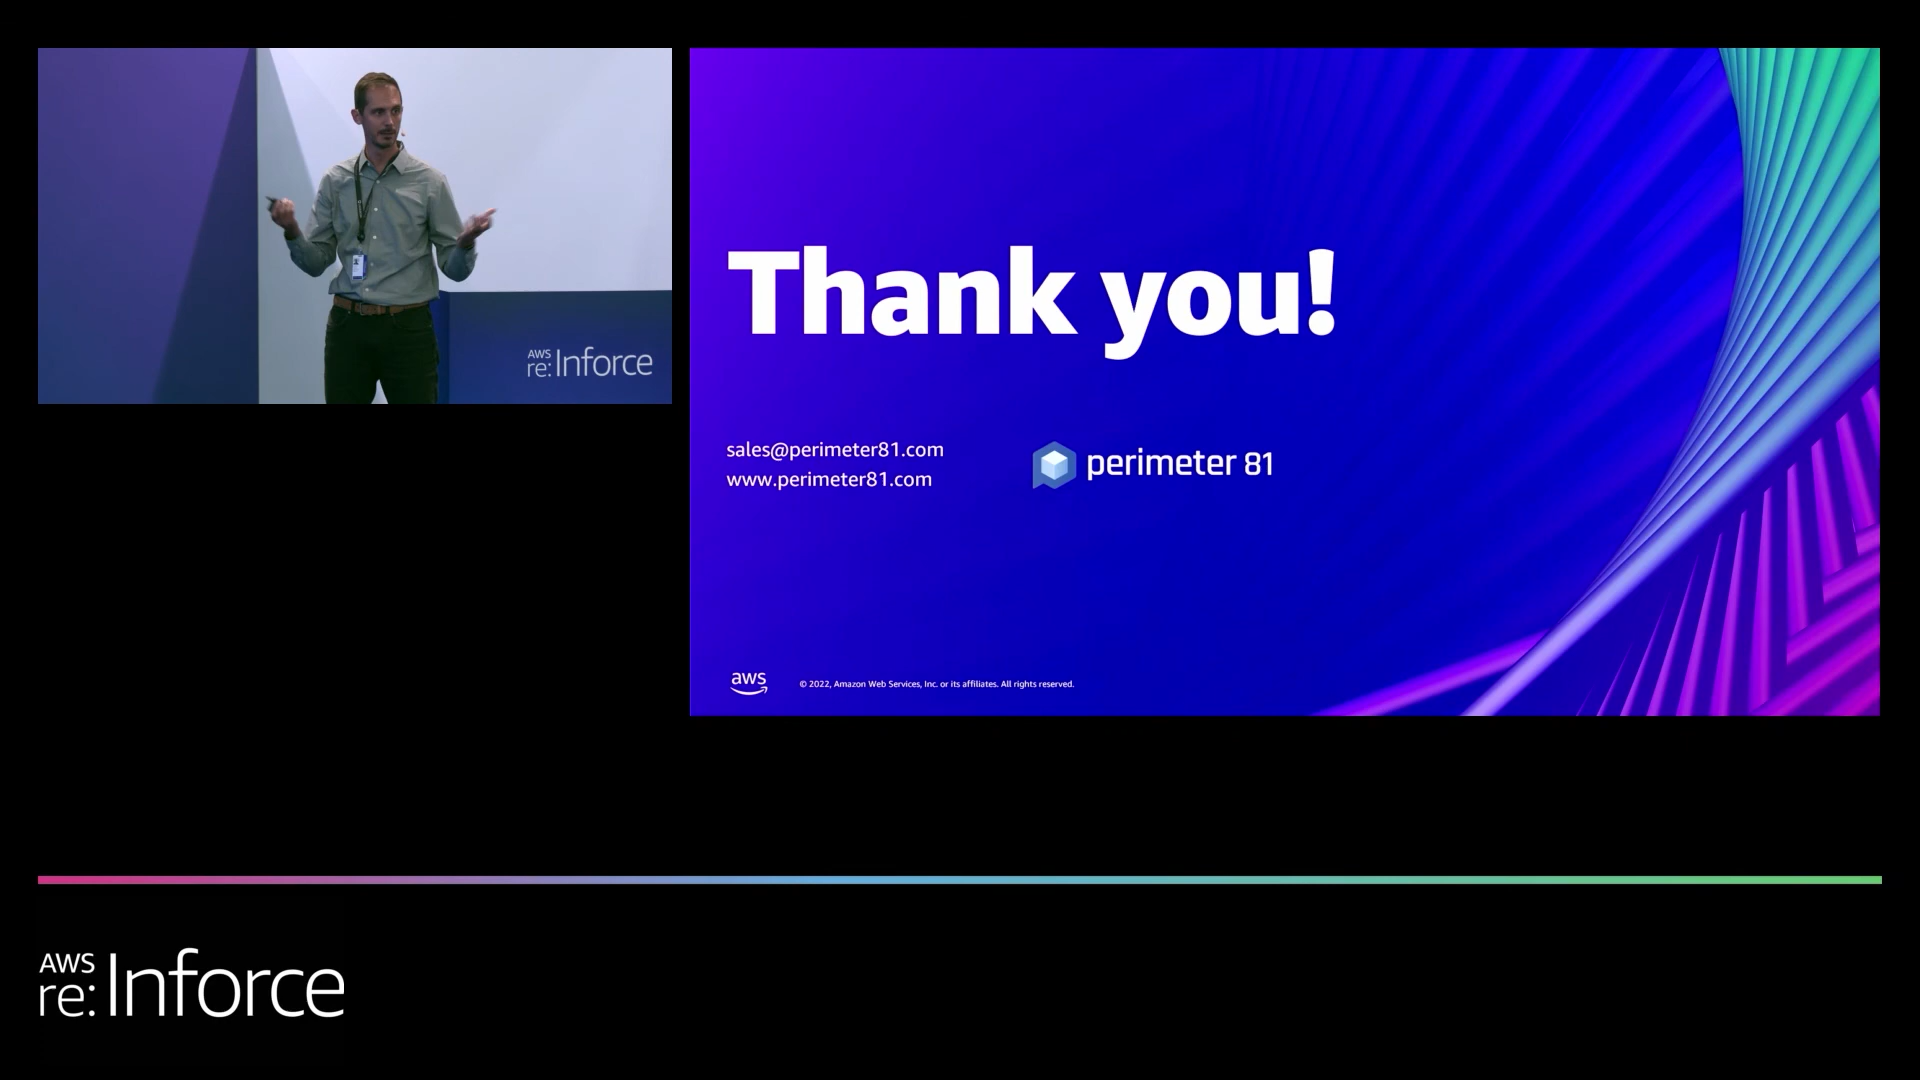 AWS
re:Inforce
Thank you!
sales@perimeter81.com
www.perimeter81.com
perimeter 81
aws
© 2022, Amazon Web Services, Inc. or its affiliates. All rights reserved.
AWS
re:Inforce